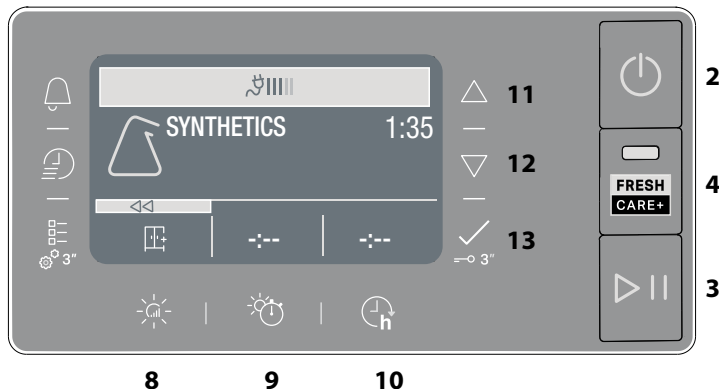 2
11
SYNTHETICS 1:35
12
FRESH
CARE+
4
-:-- -:--
13
3" 3"
3
h
8 9 10